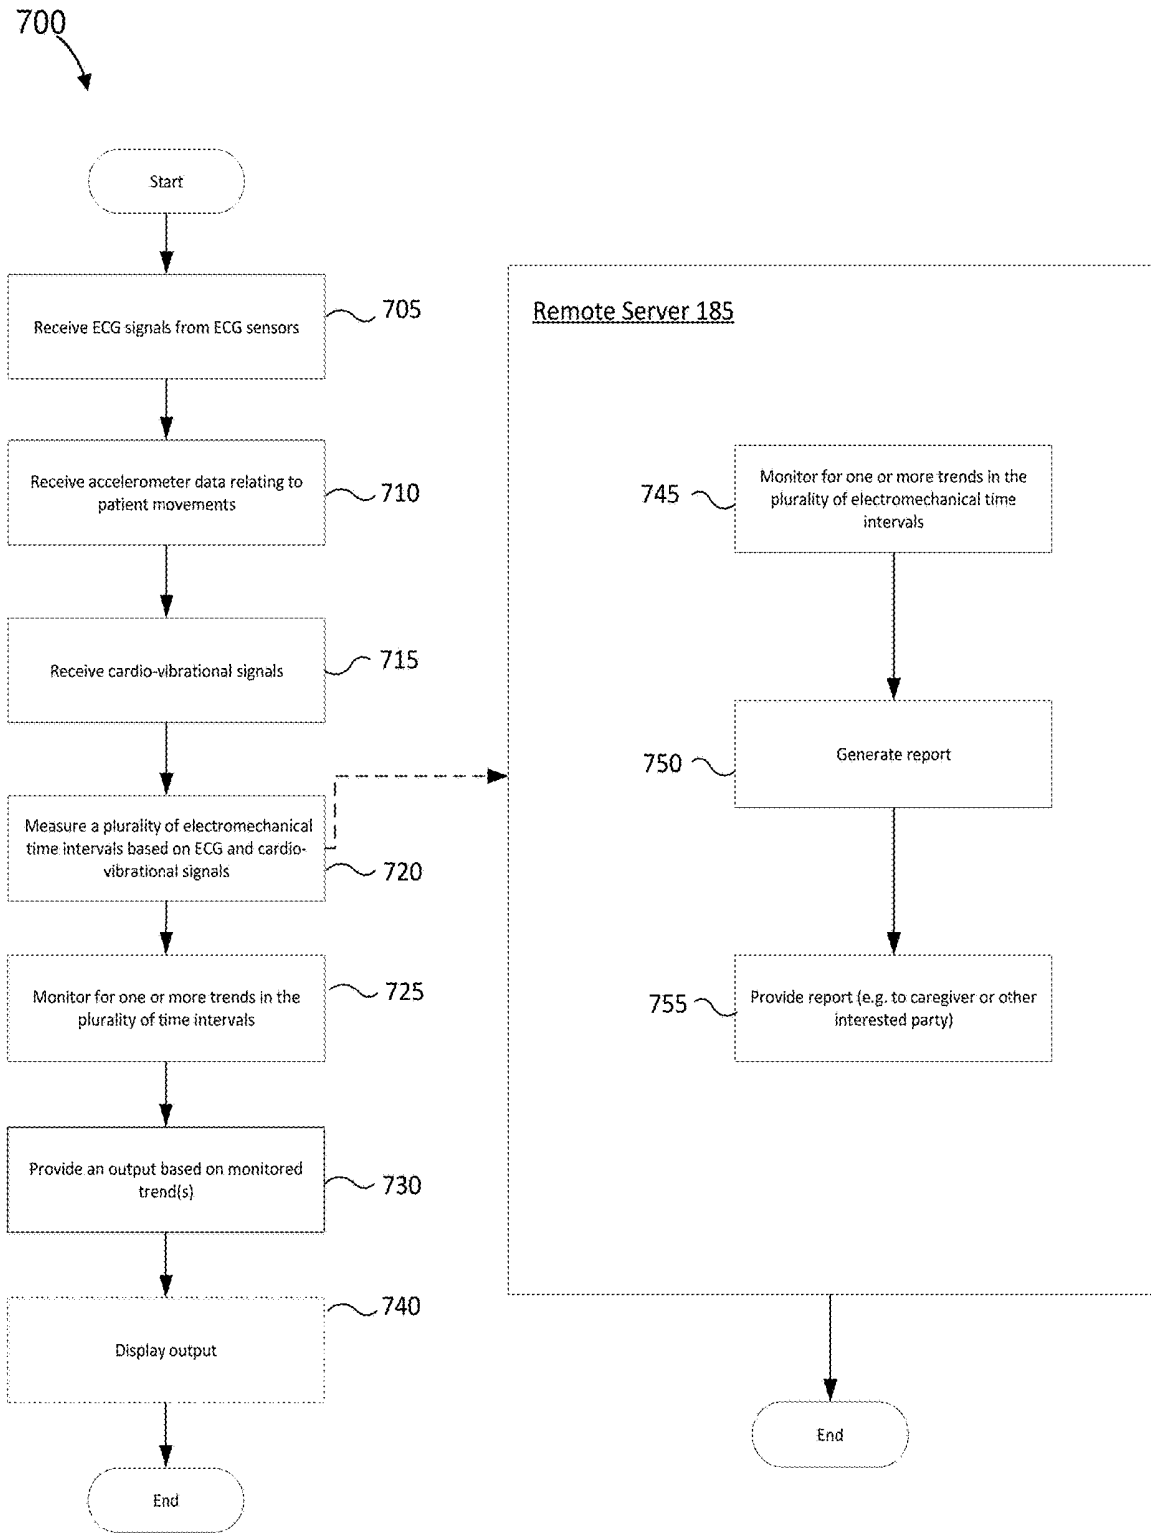 700
Start
Receive ECG signals from ECG sensors
705
Receive accelerometer data relating to
patient movements
710
Receive cardio-vibrational signals
715
Measure a plurality of electromechanical
time intervals based on ECG and cardio-
vibrational signals
720
Monitor for one or more trends in the
plurality of time intervals
725
Provide an output based on monitored
trend(s)
730
Display output
740
End
Remote Server 185
Monitor for one or more trends in the
plurality of electromechanical time
intervals
745
Generate report
750
Provide report (e.g. to caregiver or other
interested party)
755
End